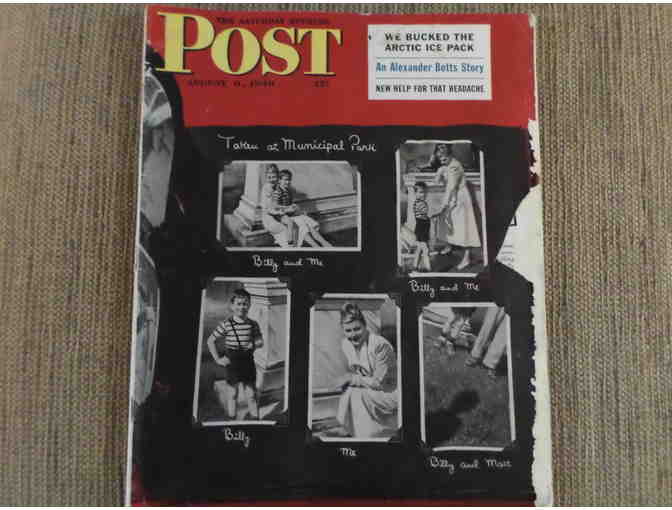 THE SATURDAY EVENING
POST
AUGUST
WE BUCKED THE
ARCTIC ICE PACK
An Alexander Botts Story
NEW HELP FOR THAT HEADACHE
Taken at Municipal Park
Billy and Me
Billy and Me
Billy
Me
Billy and